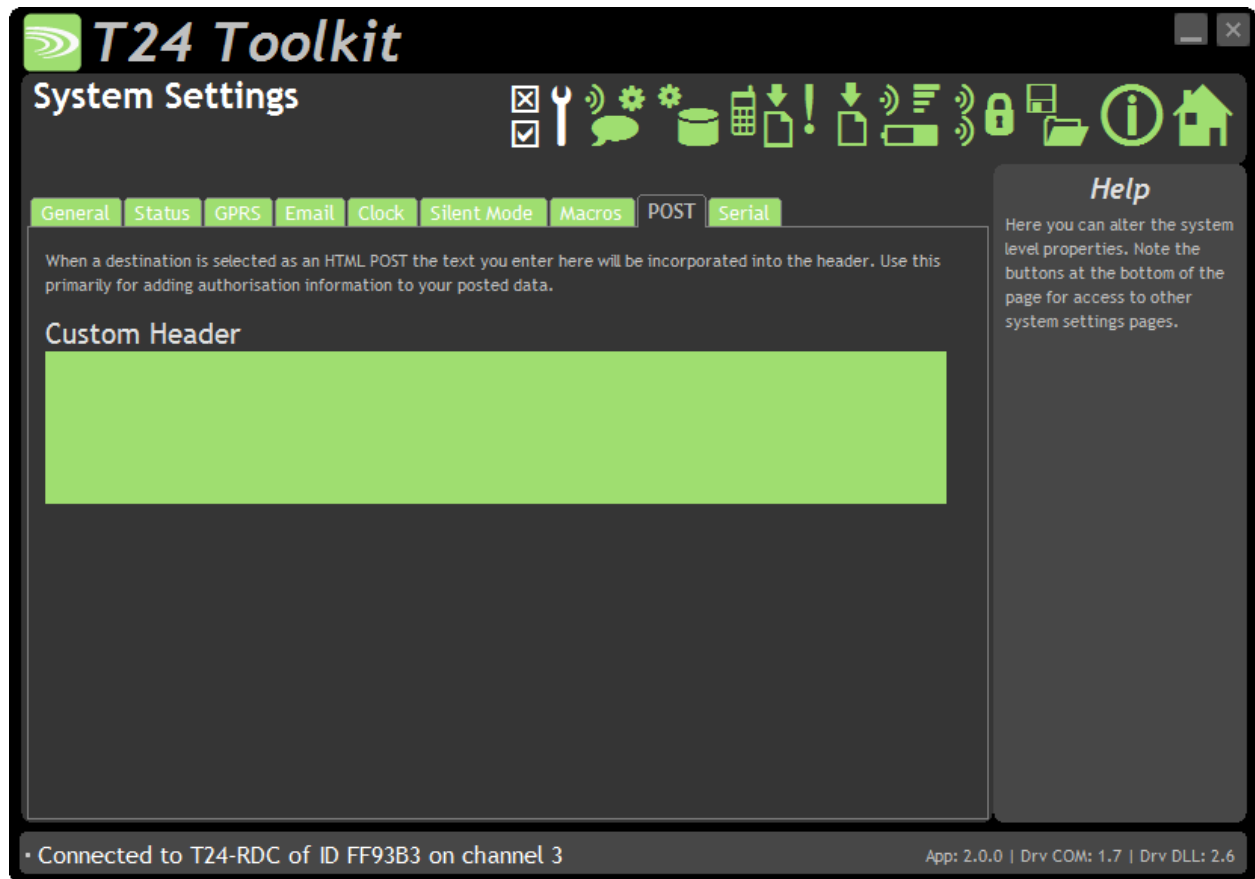 T24 Toolkit
System Settings
General Status GPRS Email Clock Silent Mode Macros POST Serial
When a destination is selected as an HTML POST the text you enter here will be incorporated into the header. Use this
primarily for adding authorisation information to your posted data.
Custom Header
Help
Here you can alter the system
level properties. Note the
buttons at the bottom of the
page for access to other
system settings pages.
Connected to T24-RDC of ID FF93B3 on channel 3
App: 2.0.0 | Drv COM: 1.7 | Drv DLL: 2.6